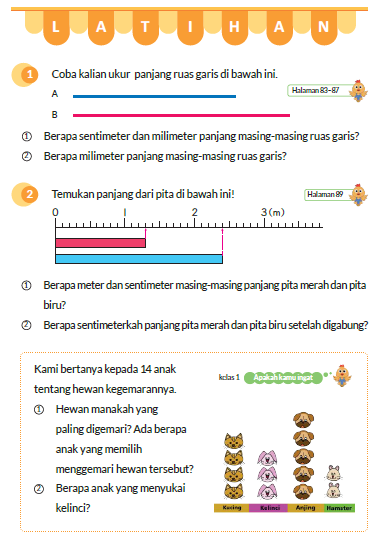 LATIHAN
1 Coba kalian ukur panjang ruas garis di bawah ini.
Halaman 83-87
A
B
① Berapa sentimeter dan milimeter panjang masing-masing ruas garis?
② Berapa milimeter panjang masing-masing ruas garis?
2 Temukan panjang dari pita di bawah ini!
Halaman 89
0 1 2 3 (m)
① Berapa meter dan sentimeter masing-masing panjang pita merah dan pita
biru?
② Berapa sentimeterkah panjang pita merah dan pita biru setelah digabung?
Kami bertanya kepada 14 anak
tentang hewan kegemarannya.
kelas 1 Apakah kamu ingat
① Hewan manakah yang
paling digemari? Ada berapa
anak yang memilih
menggemari hewan tersebut?
② Berapa anak yang menyukai
kelinci?
Kucing Kelinci Anjing Hamster